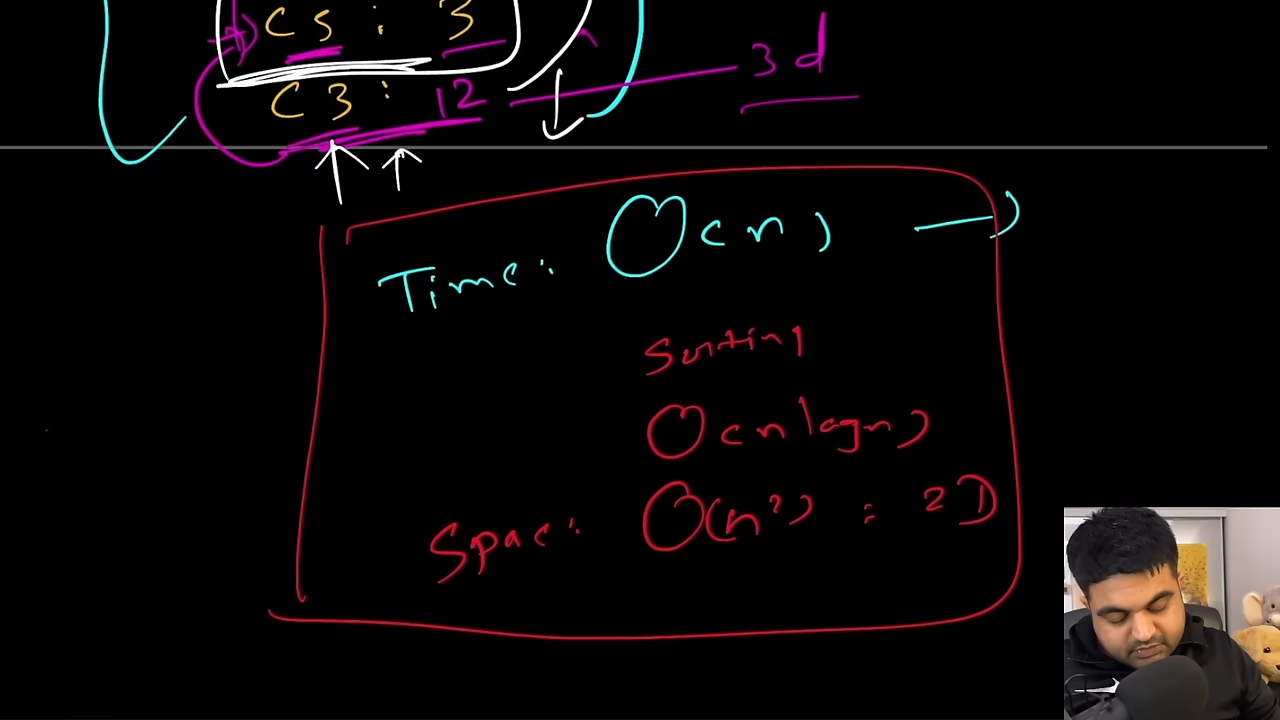 C5 : 3
C3 : 12 3d
Time: O(n)
Sorting
O(nlogn)
Space: O(n²) : 2D